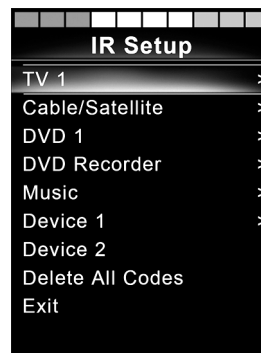 IR Setup
TV 1 >
Cable/Satellite >
DVD 1 >
DVD Recorder >
Music >
Device 1 >
Device 2
Delete All Codes
Exit